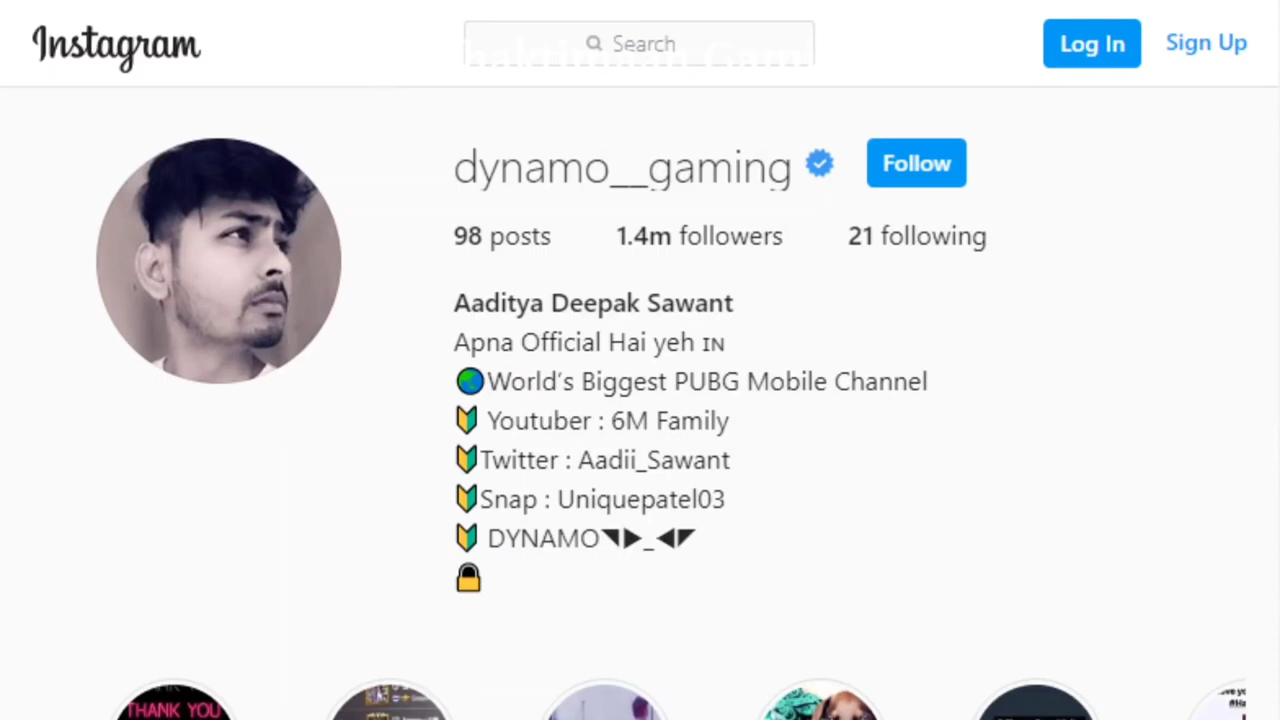 Instagram
Search
Log In
Sign Up
dynamo__gaming
Follow
98 posts 1.4m followers 21 following
Aaditya Deepak Sawant
Apna Official Hai yeh ɪɴ
🌏World's Biggest PUBG Mobile Channel
🔰 Youtuber : 6M Family
🔰Twitter : Aadii_Sawant
🔰Snap : Uniquepatel03
🔰 DYNAMO◥▶_◀◤
🔒
THANK YOU